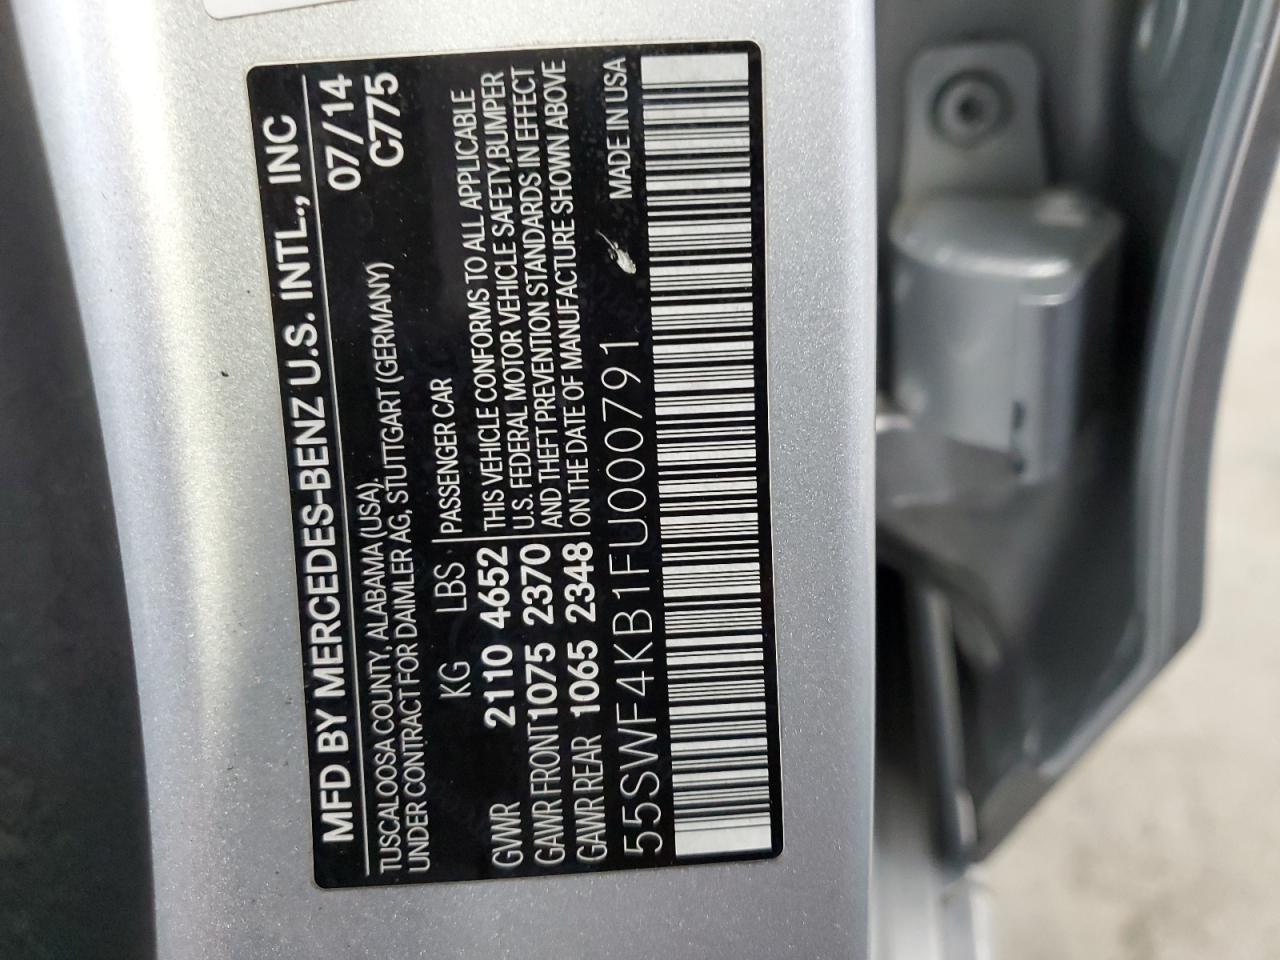 MFD BY MERCEDES-BENZ U.S. INTL., INC
TUSCALOOSA COUNTY, ALABAMA (USA).
UNDER CONTRACT FOR DAIMLER AG, STUTTGART (GERMANY)
07/14
C775
KG LBS
GVWR 2110 4652
GAWR FRONT 1075 2370
GAWR REAR 1065 2348
PASSENGER CAR
THIS VEHICLE CONFORMS TO ALL APPLICABLE
U.S. FEDERAL MOTOR VEHICLE SAFETY,BUMPER
AND THEFT PREVENTION STANDARDS IN EFFECT
ON THE DATE OF MANUFACTURE SHOWN ABOVE
55SWF4KB1FU000791
MADE IN USA